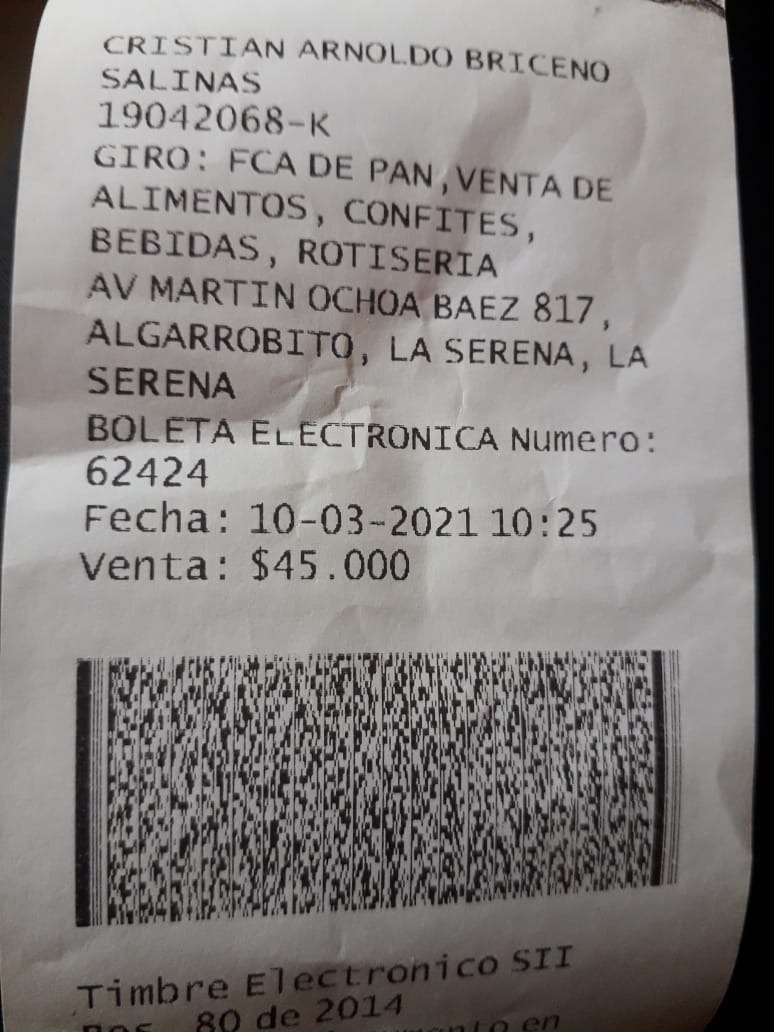 CRISTIAN ARNOLDO BRICENO
SALINAS
19042068-K
GIRO: FCA DE PAN,VENTA DE
ALIMENTOS, CONFITES,
BEBIDAS, ROTISERIA
AV MARTIN OCHOA BAEZ 817,
ALGARROBITO, LA SERENA, LA
SERENA
BOLETA ELECTRONICA Numero:
62424
Fecha: 10-03-2021 10:25
Venta: $45.000
Timbre Electronico SII
80 de 2014
en